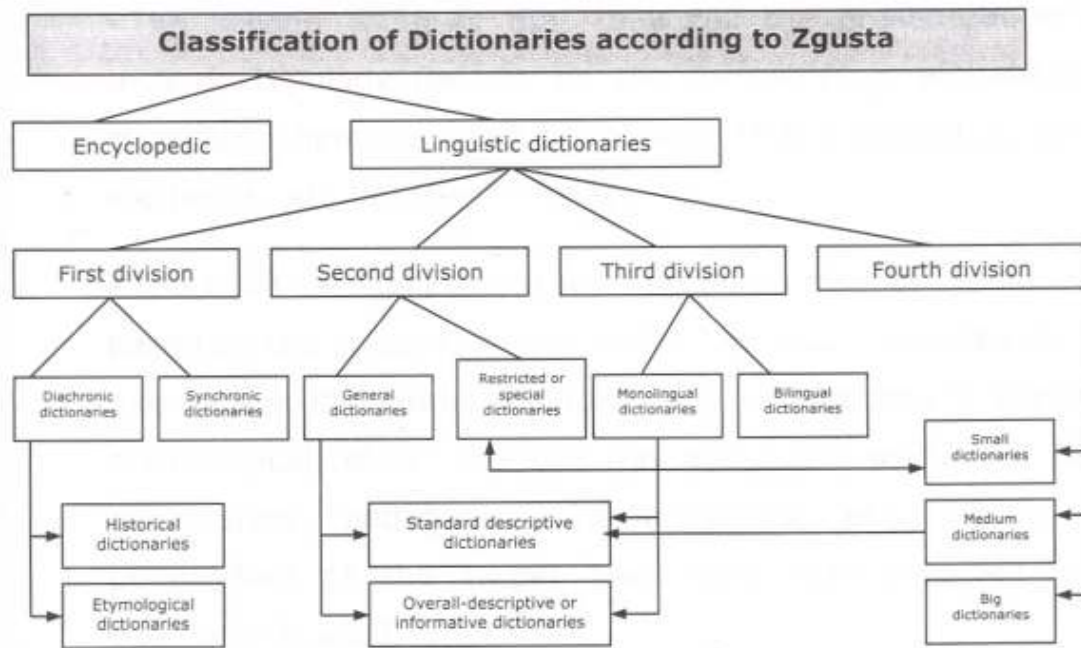 Classification of Dictionaries according to Zgusta
Encyclopedic
Linguistic dictionaries
First division
Second division
Third division
Fourth division
Diachronic
dictionaries
Synchronic
dictionaries
General
dictionaries
Restricted or
special
dictionaries
Monolingual
dictionaries
Bilingual
dictionaries
Small
dictionaries
Historical
dictionaries
Standard descriptive
dictionaries
Medium
dictionaries
Etymological
dictionaries
Overall-descriptive or
informative dictionaries
Big
dictionaries